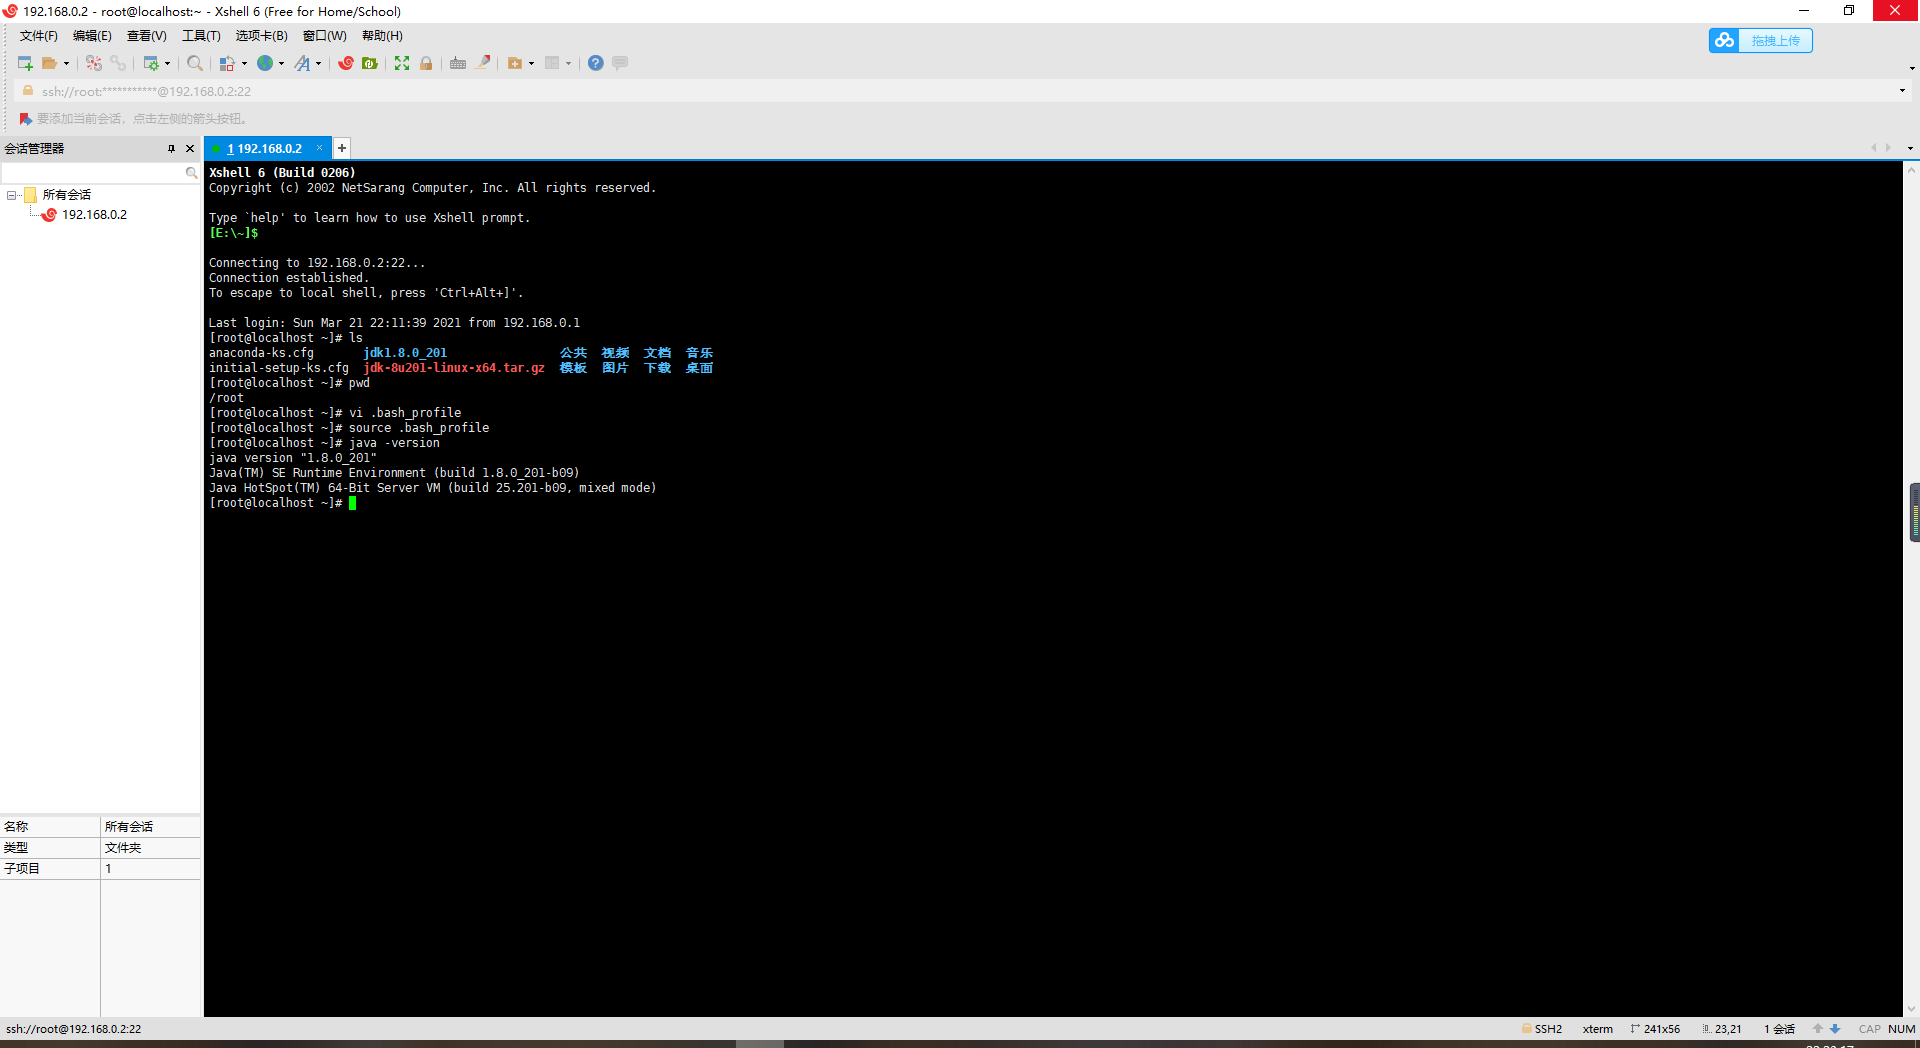 192.168.0.2 - root@localhost:~ - Xshell 6 (Free for Home/School)
文件(F) 编辑(E) 查看(V) 工具(T) 选项卡(B) 窗口(W) 帮助(H)
拖拽上传
ssh://root:***********@192.168.0.2:22
要添加当前会话，点击左侧的箭头按钮。
会话管理器
1 192.168.0.2
所有会话
192.168.0.2
Xshell 6 (Build 0206)
Copyright (c) 2002 NetSarang Computer, Inc. All rights reserved.
Type `help' to learn how to use Xshell prompt.
[E:\~]$
Connecting to 192.168.0.2:22...
Connection established.
To escape to local shell, press 'Ctrl+Alt+]'.
Last login: Sun Mar 21 22:11:39 2021 from 192.168.0.1
[root@localhost ~]# ls
anaconda-ks.cfg jdk1.8.0_201 公共 视频 文档 音乐
initial-setup-ks.cfg jdk-8u201-linux-x64.tar.gz 模板 图片 下载 桌面
[root@localhost ~]# pwd
/root
[root@localhost ~]# vi .bash_profile
[root@localhost ~]# source .bash_profile
[root@localhost ~]# java -version
java version "1.8.0_201"
Java(TM) SE Runtime Environment (build 1.8.0_201-b09)
Java HotSpot(TM) 64-Bit Server VM (build 25.201-b09, mixed mode)
[root@localhost ~]#
名称 所有会话
类型 文件夹
子项目 1
ssh://root@192.168.0.2:22 SSH2 xterm 241x56 23,21 1 会话 CAP NUM